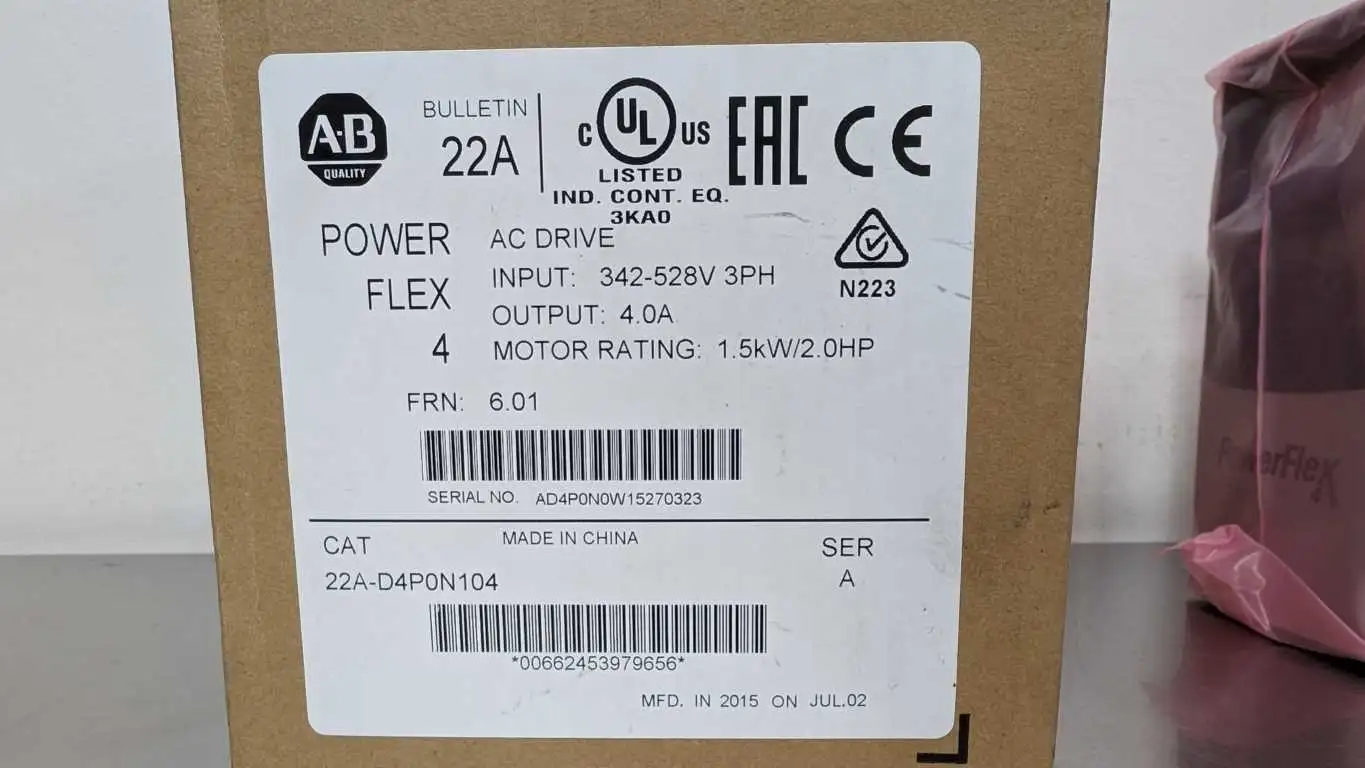 A·B
QUALITY
BULLETIN
22A
C UL US
LISTED
IND. CONT. EQ.
3KA0
EAC
CE
POWER
FLEX
4
AC DRIVE
INPUT: 342-528V 3PH
OUTPUT: 4.0A
MOTOR RATING: 1.5kW/2.0HP
N223
FRN: 6.01
SERIAL NO. AD4P0N0W15270323
MADE IN CHINA
CAT
22A-D4P0N104
SER
A
*00662453979656*
MFD. IN 2015 ON JUL.02
PowerFlex